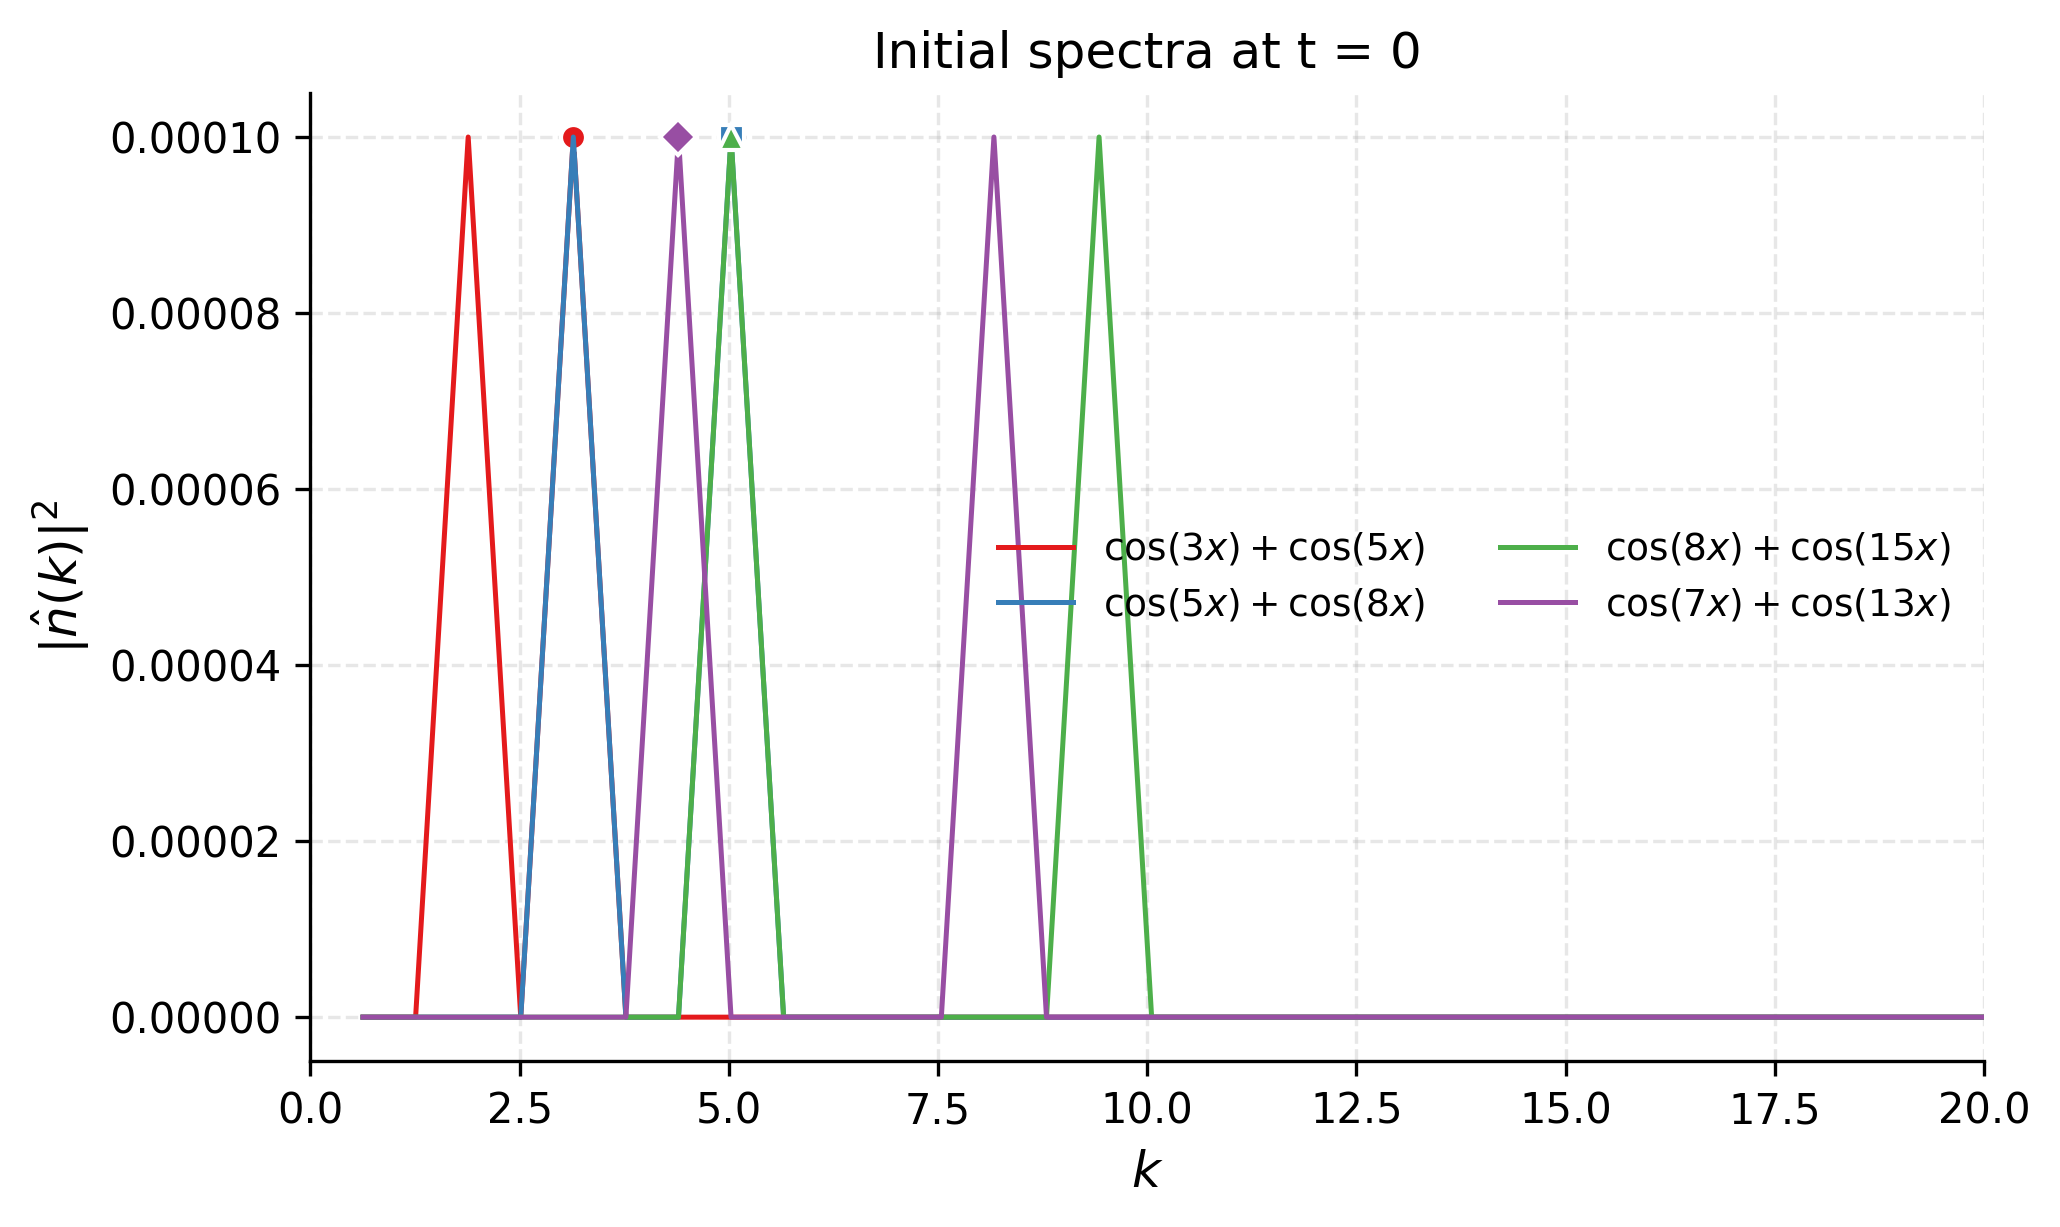 Initial spectra at t = 0
|n̂(k)|²
0.00010
0.00008
0.00006
0.00004
0.00002
0.00000
cos(3x) + cos(5x)
cos(5x) + cos(8x)
cos(8x) + cos(15x)
cos(7x) + cos(13x)
0.0 2.5 5.0 7.5 10.0 12.5 15.0 17.5 20.0
k